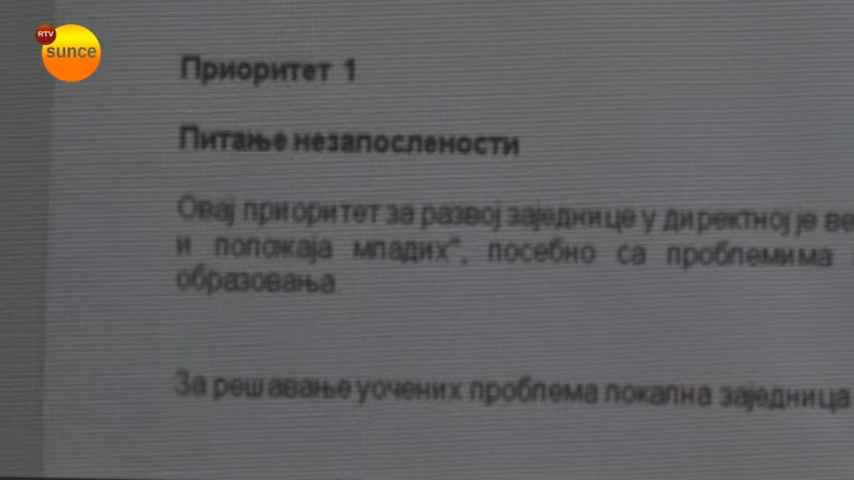 RTV
sunce
Приоритет 1
Питање незапослености
Овај приоритет за развој заједнице у директној је ве
и положаја младих", посебно са проблемима
образовања.
За решавање уочених проблема локална заједница